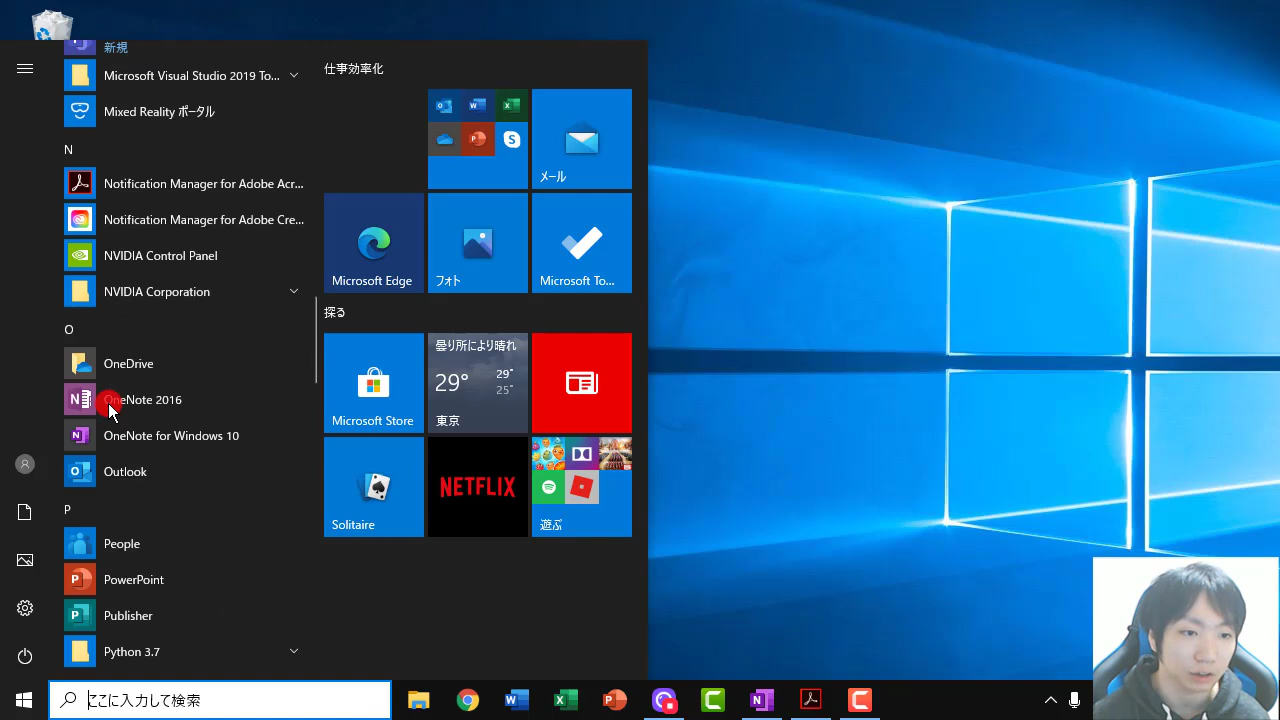 新規
Microsoft Visual Studio 2019 To...
Mixed Reality ポータル
N
Notification Manager for Adobe Acr...
Notification Manager for Adobe Cre...
NVIDIA Control Panel
NVIDIA Corporation
O
OneDrive
OneNote 2016
OneNote for Windows 10
Outlook
P
People
PowerPoint
Publisher
Python 3.7
仕事効率化
メール
Microsoft Edge
フォト
Microsoft To...
探る
Microsoft Store
曇り所により晴れ
29°
29°
25°
東京
Solitaire
NETFLIX
遊ぶ
ここに入力して検索